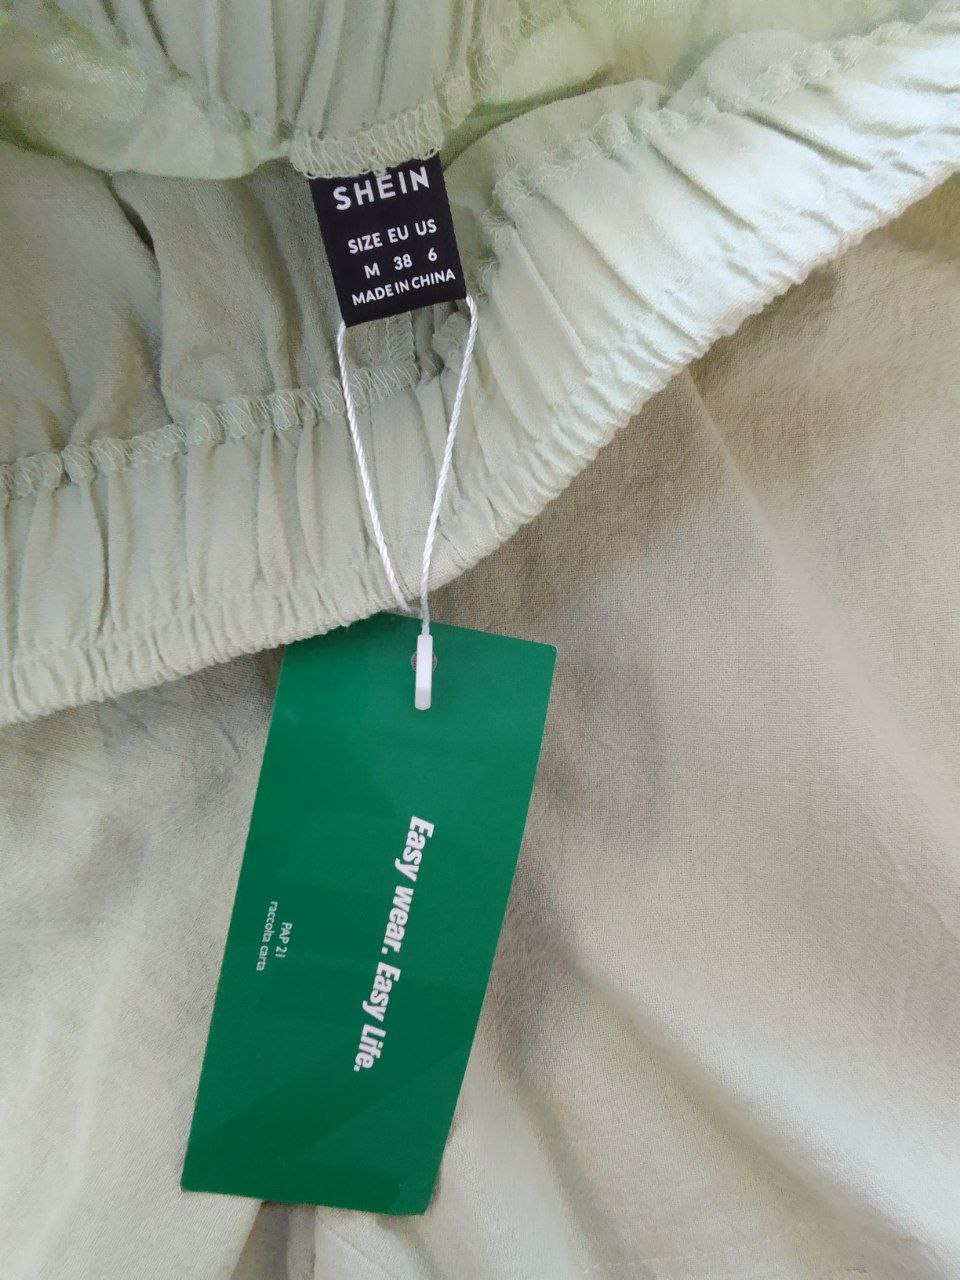 SHEIN
SIZE EU US
M 38 6
MADE IN CHINA
Easy wear. Easy Life.
PAP 21
raccolta carta